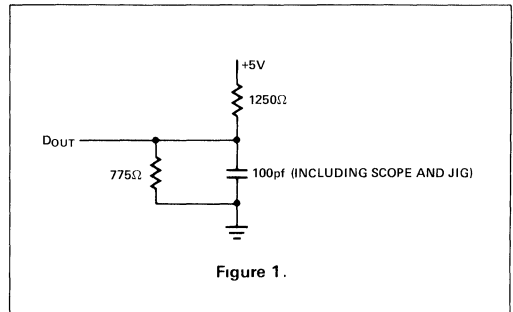 +5V
1250Ω
DOUT
775Ω
100pf (INCLUDING SCOPE AND JIG)
Figure 1.